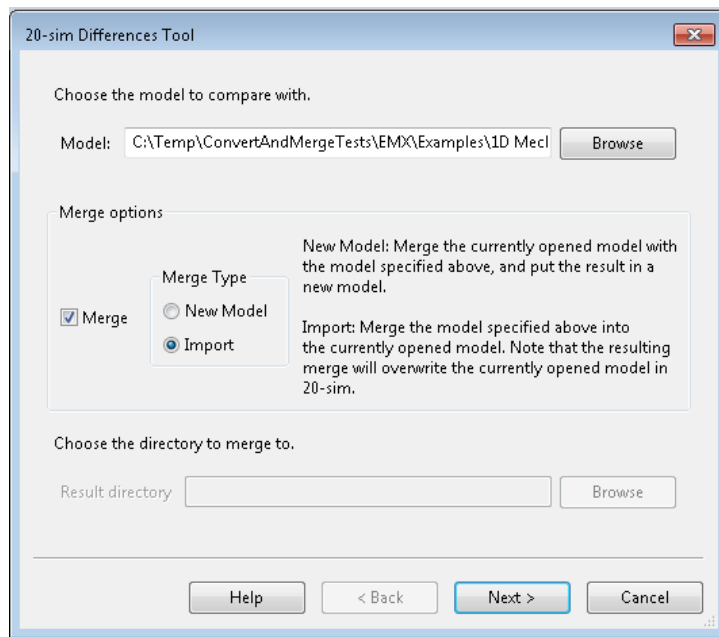 20-sim Differences Tool
Choose the model to compare with.
Model: C:\Temp\ConvertAndMergeTests\EMX\Examples\1D Mecl Browse
Merge options
New Model: Merge the currently opened model with
the model specified above, and put the result in a
new model.
Merge Type
Merge
New Model
Import
Import: Merge the model specified above into
the currently opened model. Note that the resulting
merge will overwrite the currently opened model in
20-sim.
Choose the directory to merge to.
Result directory Browse
Help < Back Next > Cancel